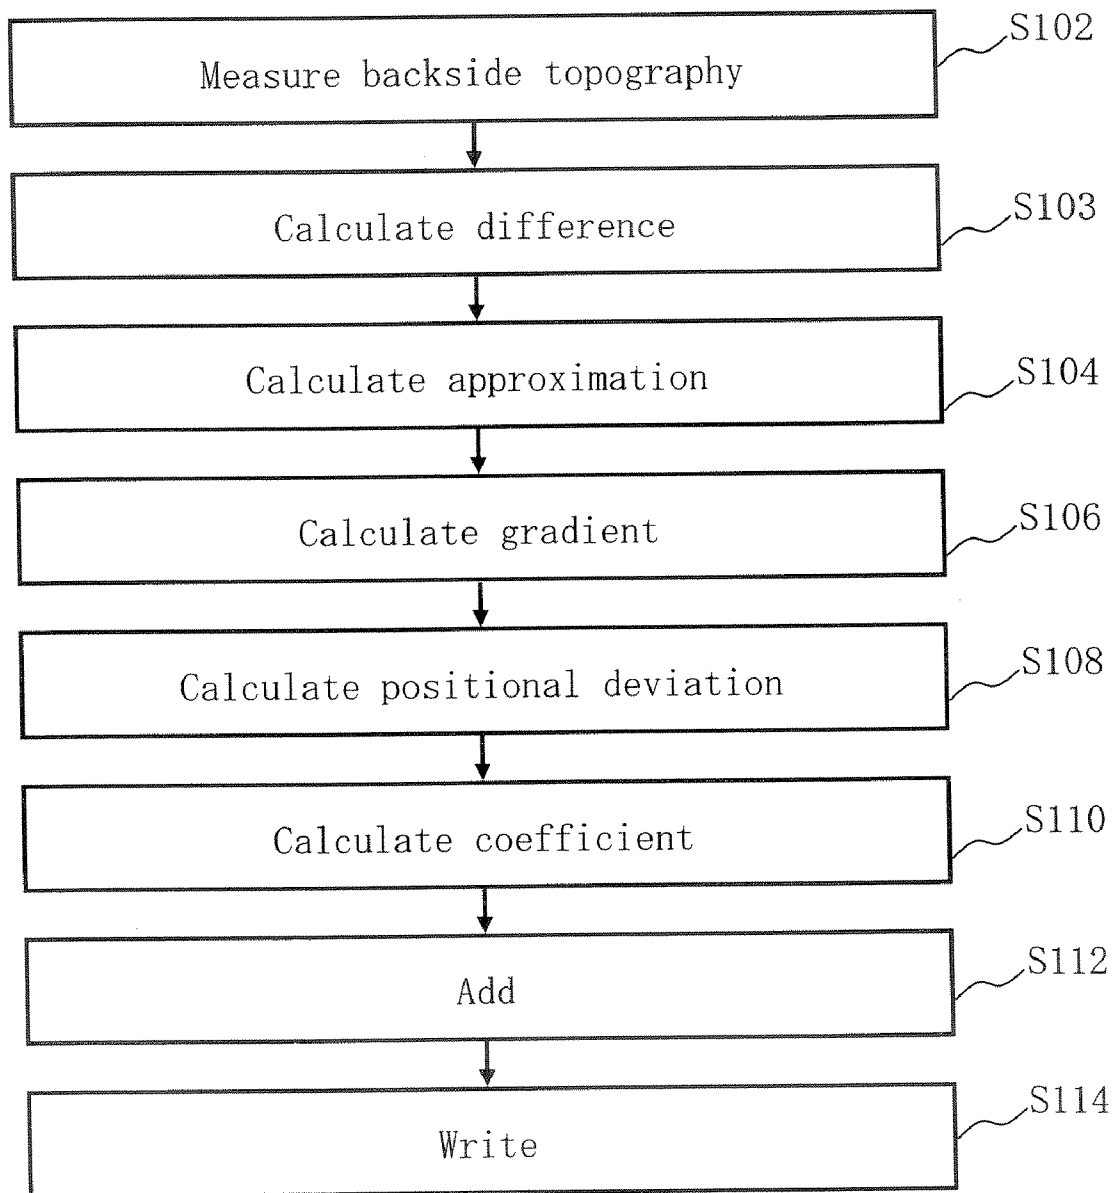 S102
Measure backside topography
S103
Calculate difference
S104
Calculate approximation
S106
Calculate gradient
S108
Calculate positional deviation
S110
Calculate coefficient
S112
Add
S114
Write